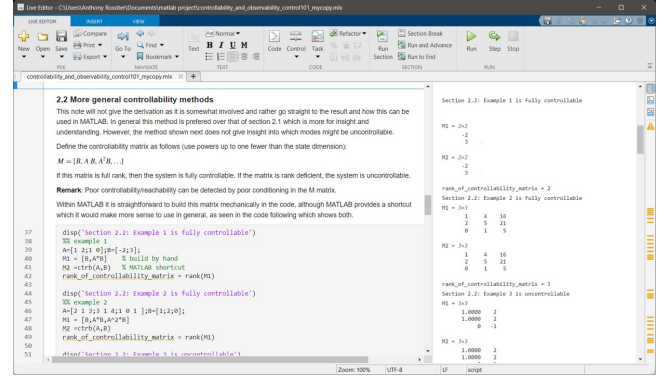 Live Editor - C:\Users\Anthony Rossiter\Documents\matlab project\controllability_and_observability_control101_mycopy.mlx
LIVE EDITOR INSERT VIEW
New Open Save Compare Print Export Go To Find Bookmark Text Normal B I U M Code Control Task Refactor Run Section Section Break Run and Advance Run to End Run Step Stop
FILE NAVIGATE TEXT CODE SECTION RUN
controllability_and_observability_control101_mycopy.mlx × +
2.2 More general controllability methods
This note will not give the derivation as it is somewhat involved and rather go straight to the result and how this can be
used in MATLAB. In general this method is prefered over that of section 2.1 which is more for insight and
understanding. However, the method shown next does not give insight into which modes might be uncontrollable.
Define the controllability matrix as follows (use powers up to one fewer than the state dimension):
M = [B, A B, A²B, …]
If this matrix is full rank, then the system is fully controllable. If the matrix is rank deficient, the system is uncontrollable.
Remark: Poor controllability/reachability can be detected by poor conditioning in the M matrix.
Within MATLAB it is straightforward to build this matrix mechanically in the code, although MATLAB provides a shortcut
which it would make more sense to use in general, as seen in the code following which shows both.
37 disp('Section 2.2: Example 1 is fully controllable')
38 %% example 1
39 A=[1 2;1 0];B=[-2;3];
40 M1 = [B,A*B] % build by hand
41 M2 =ctrb(A,B) % MATLAB shortcut
42 rank_of_controllability_matrix = rank(M1)
43
44 disp('Section 2.2: Example 2 is fully controllable')
45 %% example 2
46 A=[2 1 3;3 1 4;1 0 1 ];B=[1;2;0];
47 M1 = [B,A*B,A^2*B]
48 M2 =ctrb(A,B)
49 rank_of_controllability_matrix = rank(M1)
50
51 disp('Section 2.2: Example 3 is uncontrollable')
Section 2.2: Example 1 is fully controllable
M1 = 2×2
-2
3
M2 = 2×2
-2
3
rank_of_controllability_matrix = 2
Section 2.2: Example 2 is fully controllable
M1 = 3×3
1 4 16
2 5 21
0 1 5
M2 = 3×3
1 4 16
2 5 21
0 1 5
rank_of_controllability_matrix = 3
Section 2.2: Example 3 is uncontrollable
M1 = 3×3
1.0000 2
1.0000 2
0 -1
M2 = 3×3
1.0000 2
1.0000 2
Zoom: 100% UTF-8 LF script